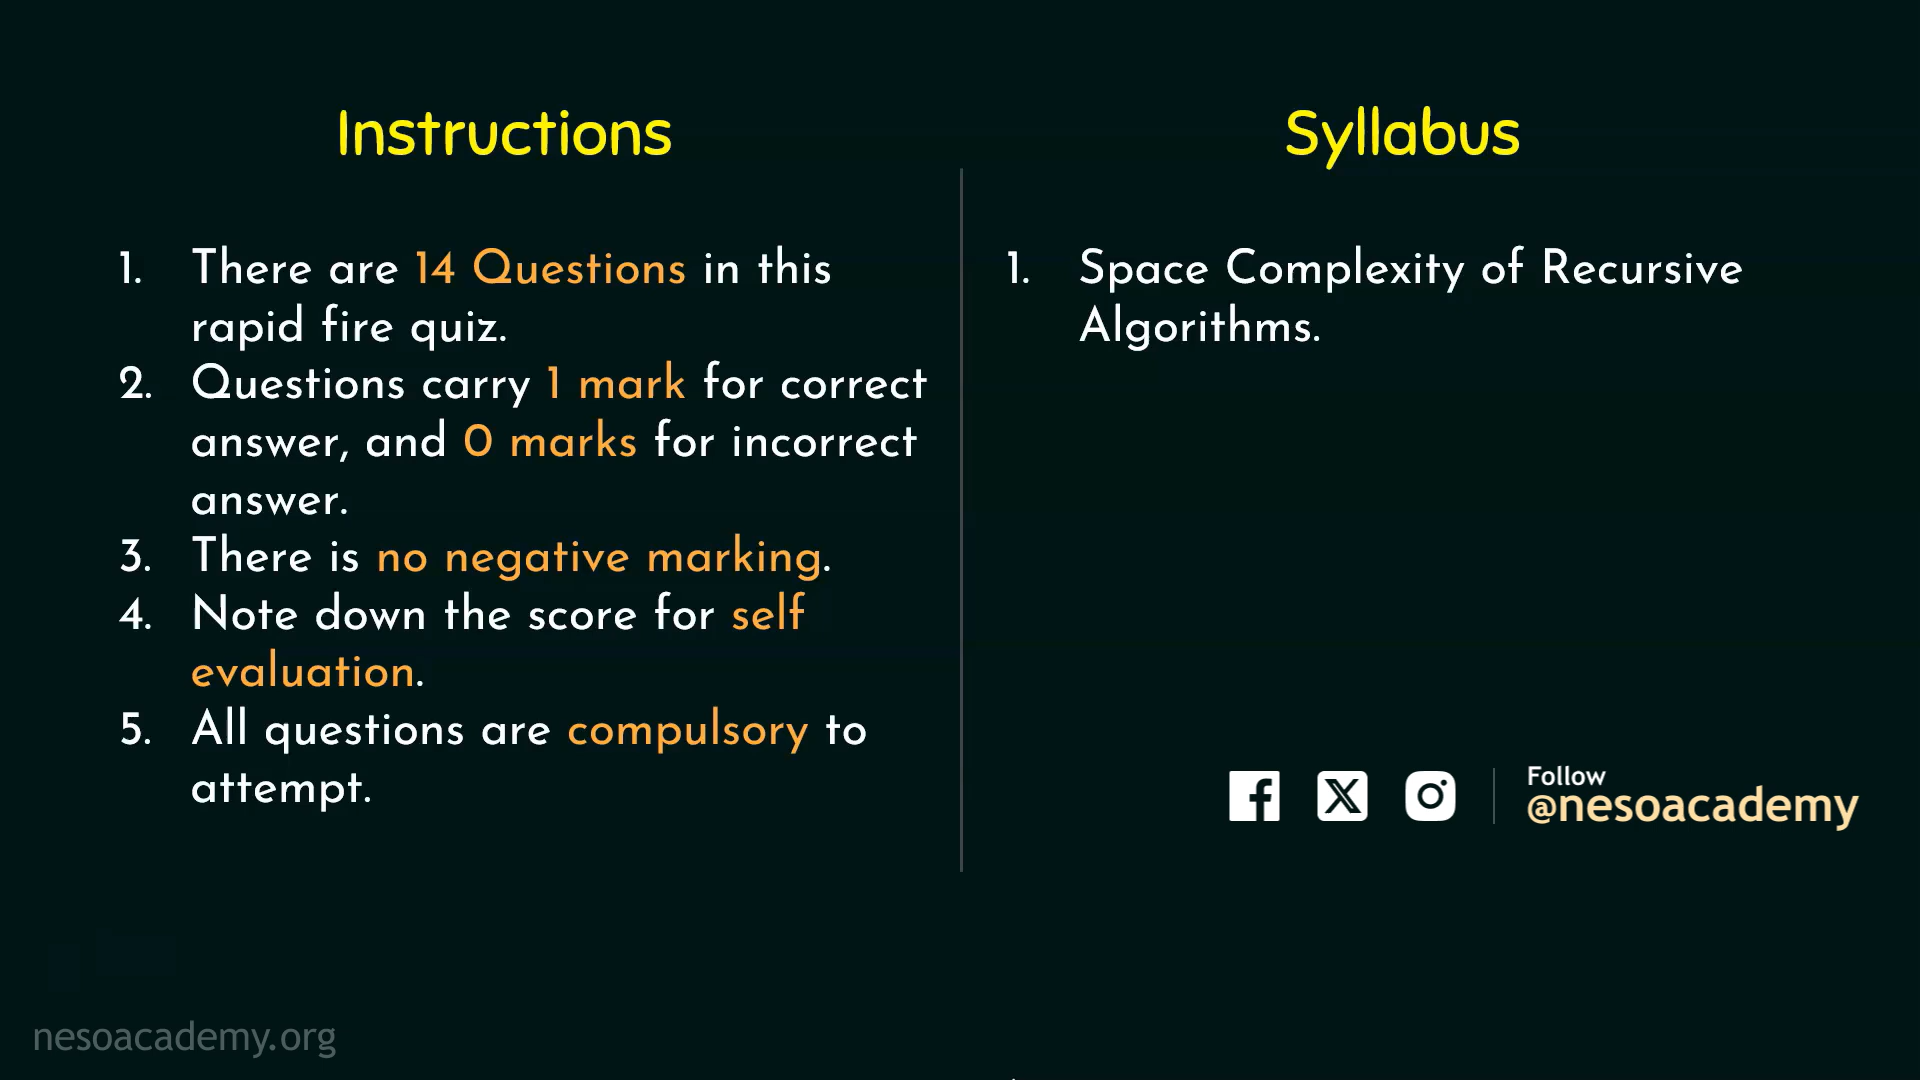 Instructions
1. There are 14 Questions in this
rapid fire quiz.
2. Questions carry 1 mark for correct
answer, and 0 marks for incorrect
answer.
3. There is no negative marking.
4. Note down the score for self
evaluation.
5. All questions are compulsory to
attempt.
Syllabus
1. Space Complexity of Recursive
Algorithms.
Follow
@nesoacademy
nesoacademy.org